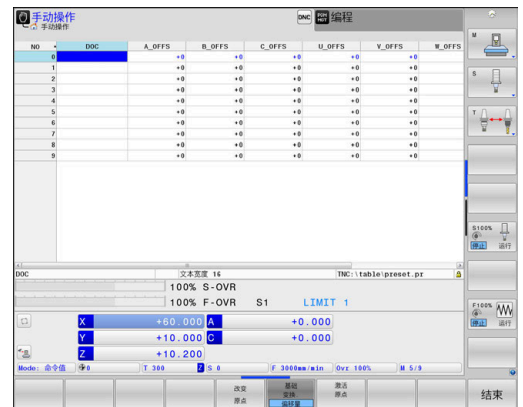 手动操作
手动操作
DNC
编程
NO DOC A_OFFS B_OFFS C_OFFS U_OFFS V_OFFS W_OFFS
0 +0 +0 +0 +0 +0
1 +0 +0 +0 +0 +0
2 +0 +0 +0 +0 +0
3 +0 +0 +0 +0 +0
4 +0 +0 +0 +0 +0
5 +0 +0 +0 +0 +0
6 +0 +0 +0 +0 +0
7 +0 +0 +0 +0 +0
8 +0 +0 +0 +0 +0
9 +0 +0 +0 +0 +0
M
S
T
S100%
停止 运行
F100%
停止 运行
DOC 文本宽度 16 TNC:\table\preset.pr
100% S-OVR
100% F-OVR S1 LIMIT 1
X +60.000 A +0.000
Y +10.000 C +0.000
Z +10.200
Mode: 命令值 0 T 300 Z S 0 F 3000mm/min Ovr 100% M 5/9
改变 原点
基础 变换. 偏移量
激活 原点
结束